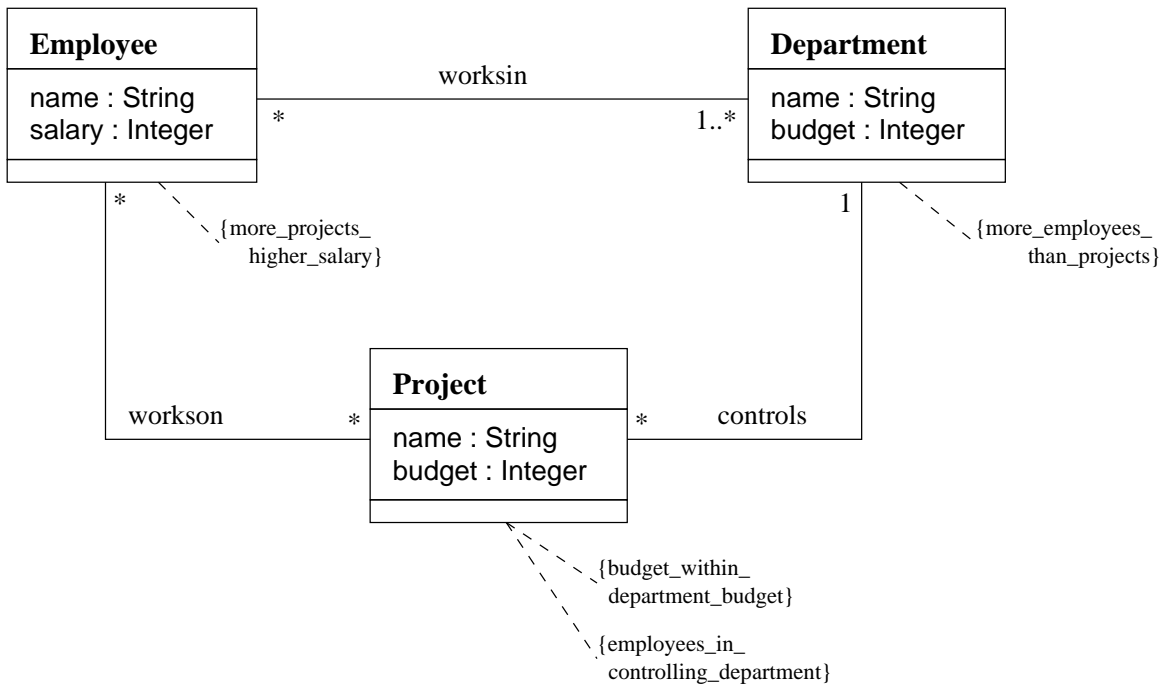 Employee
name : String
salary : Integer
Department
name : String
budget : Integer
worksin
*
1..*
*
1
{more_projects_
higher_salary}
{more_employees_
than_projects}
Project
name : String
budget : Integer
workson
*
*
controls
{budget_within_
department_budget}
{employees_in_
controlling_department}